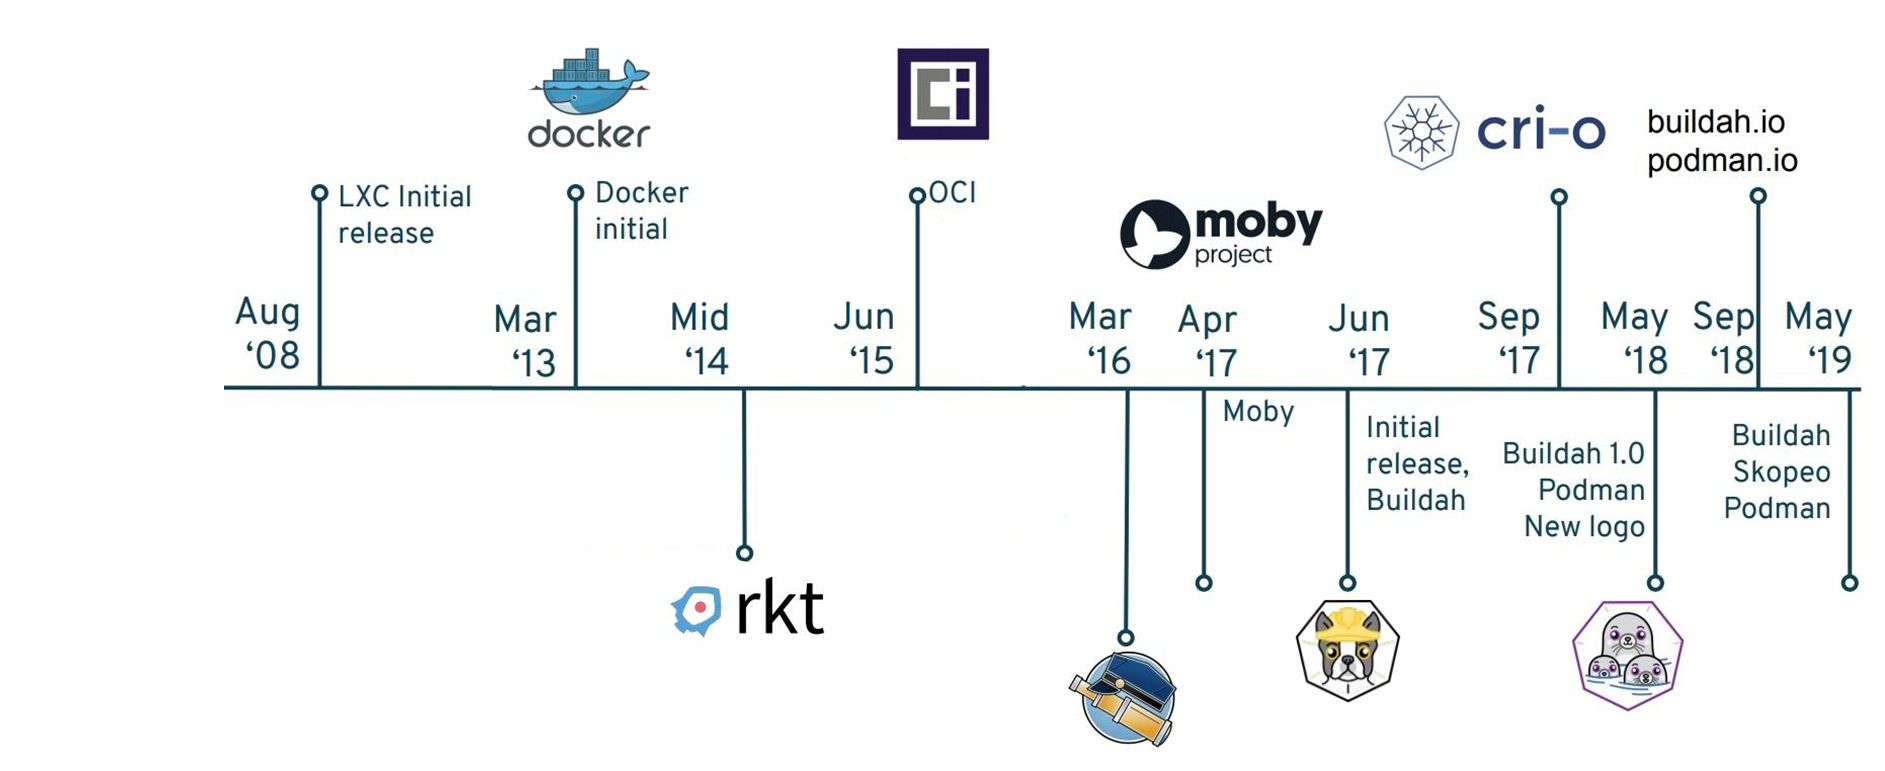 docker
Ci
cri-o
buildah.io
podman.io
LXC Initial
release
Docker
initial
OCI
moby
project
Aug
‘08
Mar
‘13
Mid
‘14
Jun
‘15
Mar
‘16
Apr
‘17
Jun
‘17
Sep
‘17
May
‘18
Sep
‘18
May
‘19
Moby
Initial
release,
Buildah
Buildah 1.0
Podman
New logo
Buildah
Skopeo
Podman
rkt